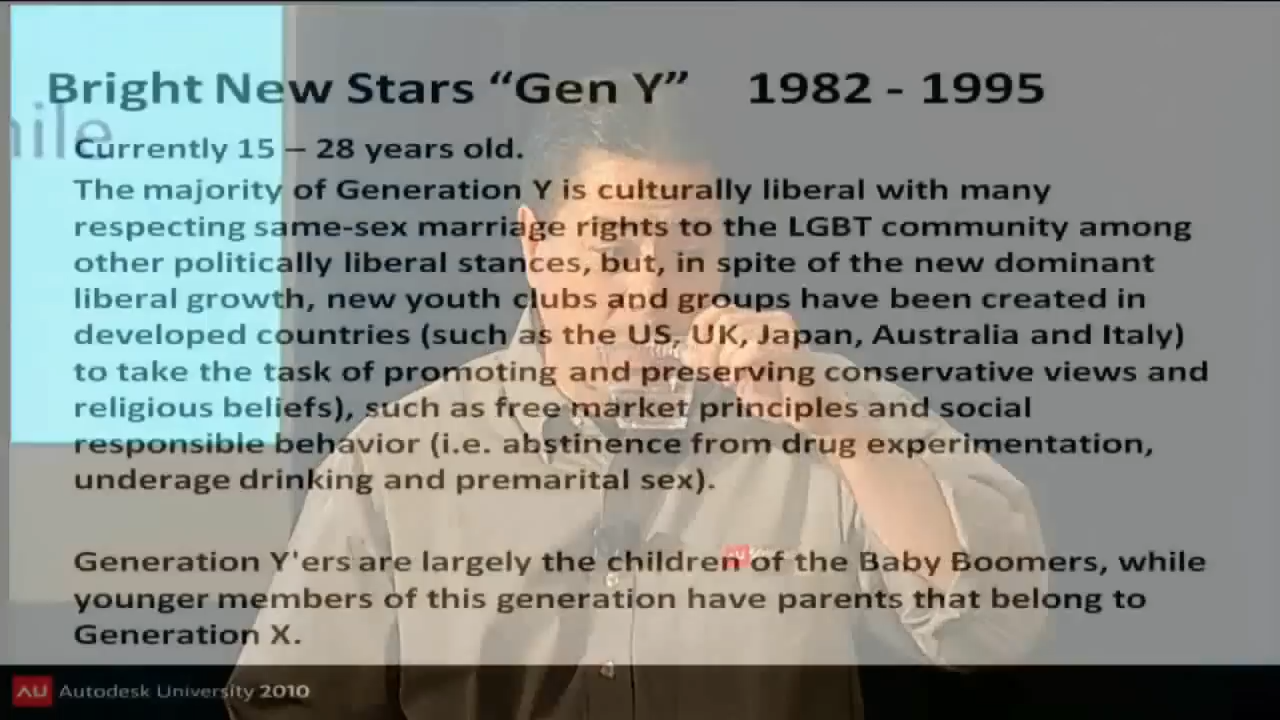 Bright New Stars “Gen Y” 1982 - 1995
hile
Currently 15 – 28 years old.
The majority of Generation Y is culturally liberal with many
respecting same-sex marriage rights to the LGBT community among
other politically liberal stances, but, in spite of the new dominant
liberal growth, new youth clubs and groups have been created in
developed countries (such as the US, UK, Japan, Australia and Italy)
to take the task of promoting and preserving conservative views and
religious beliefs), such as free market principles and social
responsible behavior (i.e. abstinence from drug experimentation,
underage drinking and premarital sex).
Generation Y'ers are largely the children of the Baby Boomers, while
younger members of this generation have parents that belong to
Generation X.
AU Autodesk University 2010